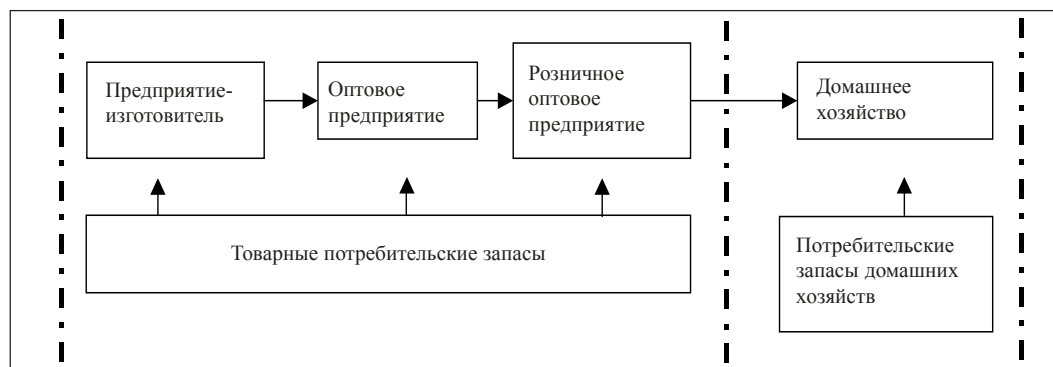 Предприятие-
изготовитель
Оптовое
предприятие
Розничное
оптовое
предприятие
Домашнее
хозяйство
Товарные потребительские запасы
Потребительские
запасы домашних
хозяйств